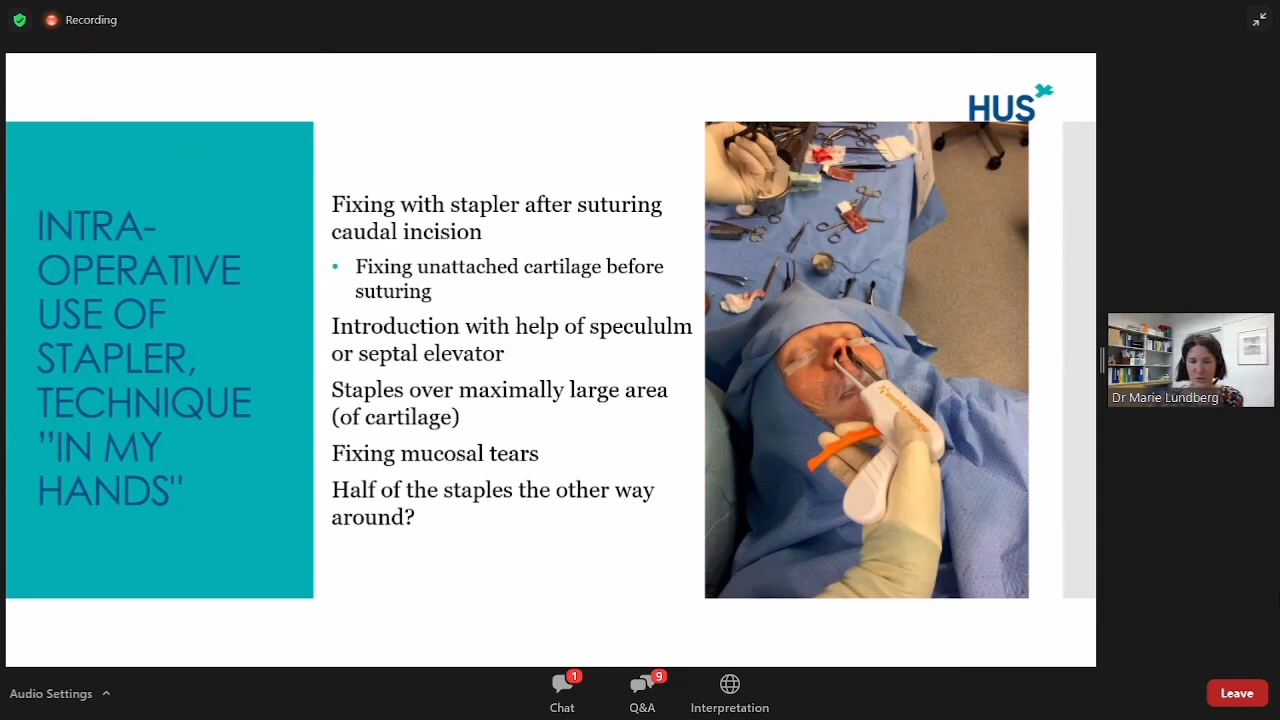 Recording
HUS
INTRA-
OPERATIVE
USE OF
STAPLER,
TECHNIQUE
"IN MY
HANDS"
Fixing with stapler after suturing
caudal incision
• Fixing unattached cartilage before
suturing
Introduction with help of specululm
or septal elevator
Staples over maximally large area
(of cartilage)
Fixing mucosal tears
Half of the staples the other way
around?
Dr Marie Lundberg
Audio Settings
1
Chat
9
Q&A
Interpretation
Leave